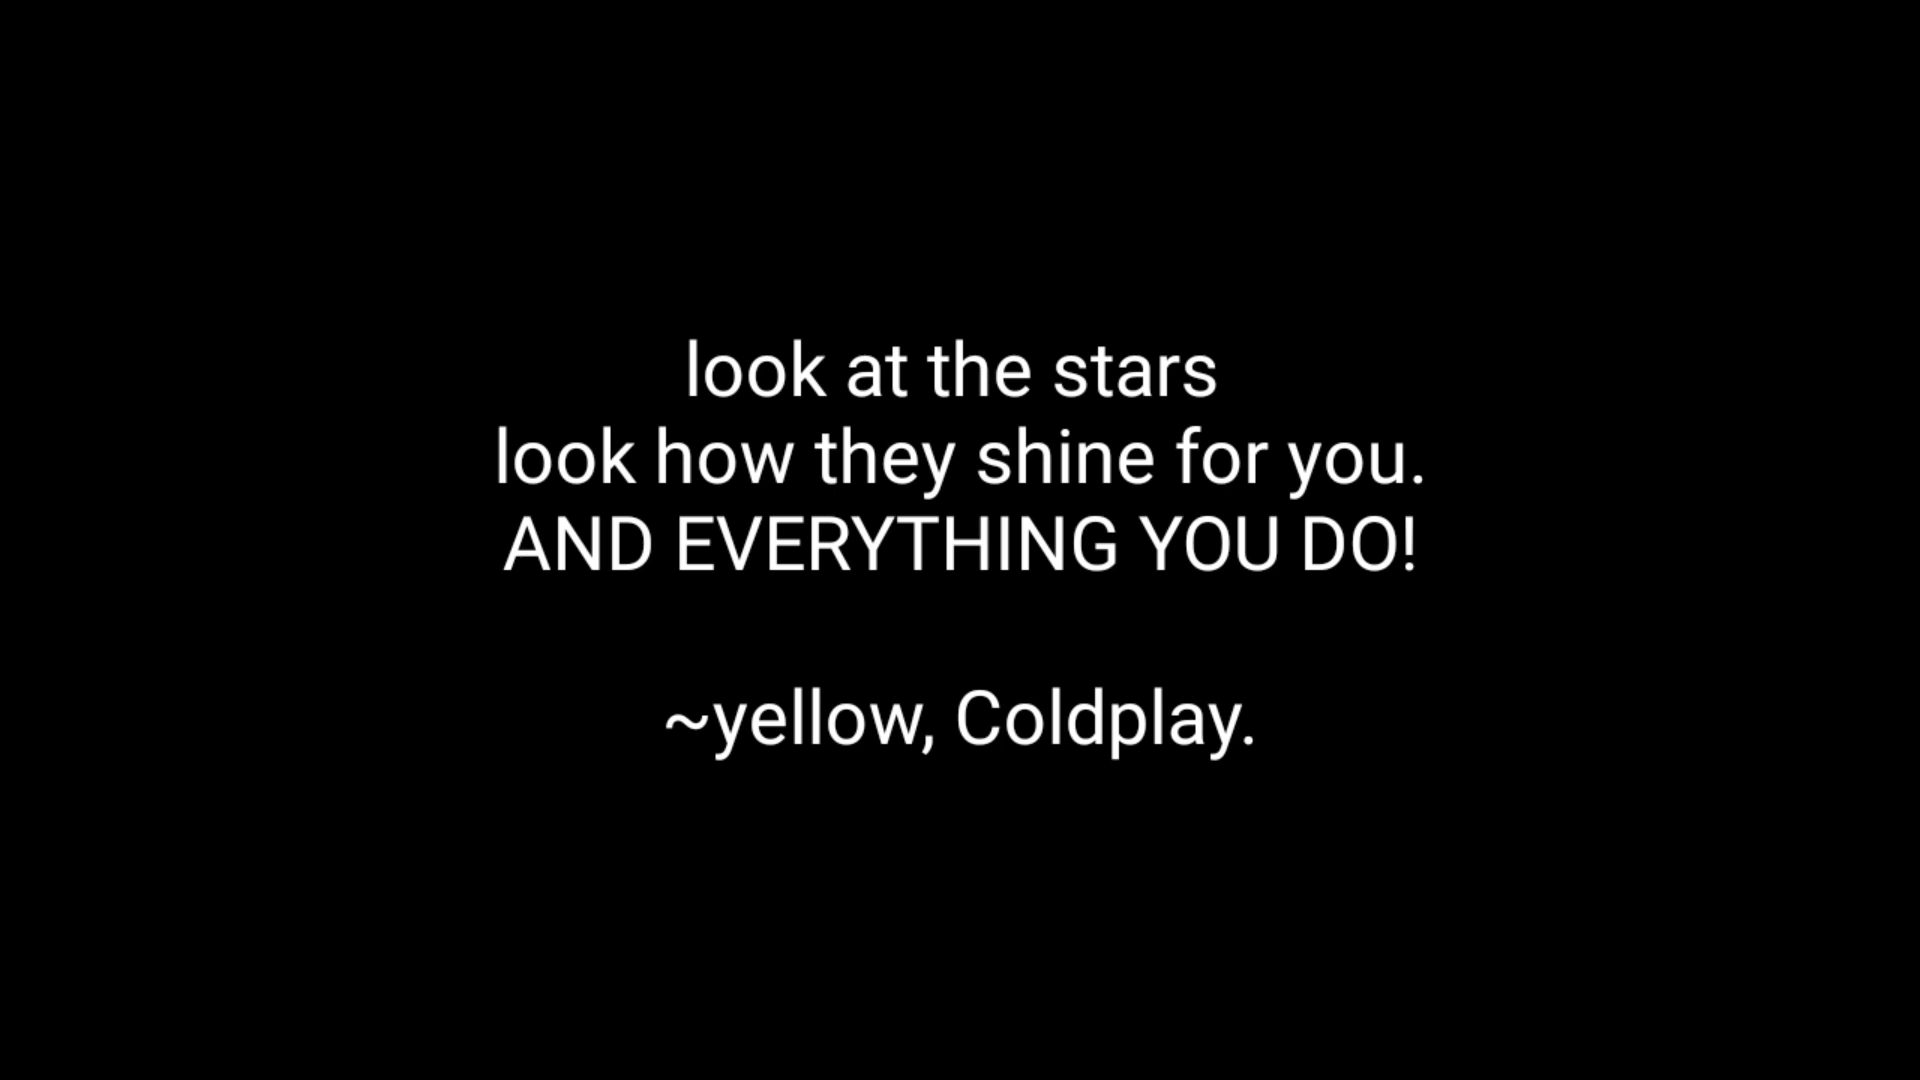 look at the stars
look how they shine for you.
AND EVERYTHING YOU DO!
~yellow, Coldplay.